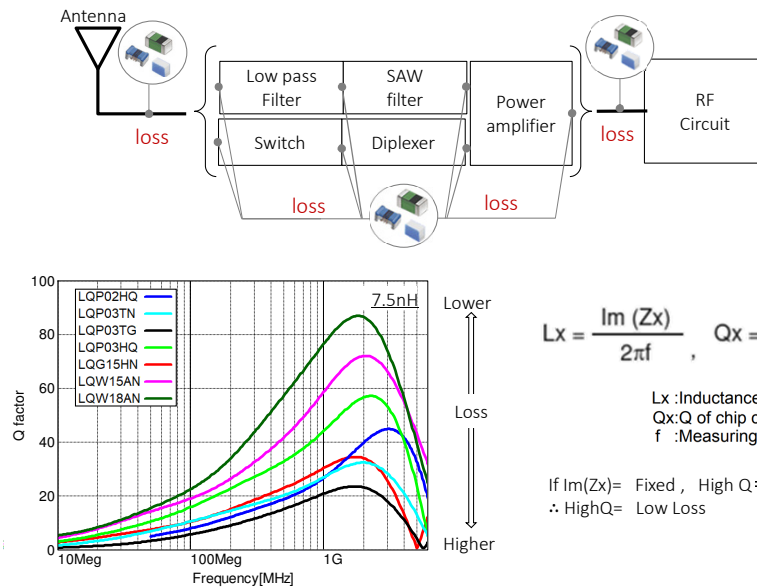 Antenna
loss
Low pass
Filter
SAW
filter
Switch
Diplexer
Power
amplifier
loss
RF
Circuit
loss
loss
100
80
60
40
20
0
Q factor
LQP02HQ
LQP03TN
LQP03TG
LQP03HQ
LQG15HN
LQW15AN
LQW18AN
7.5nH
10Meg
100Meg
1G
Frequency[MHz]
Lower
Loss
Higher
Lx = Im (Zx) / 2πf , Qx =
Lx :Inductance
Qx:Q of chip c
f :Measuring
If Im(Zx)= Fixed , High Q=
∴ HighQ= Low Loss